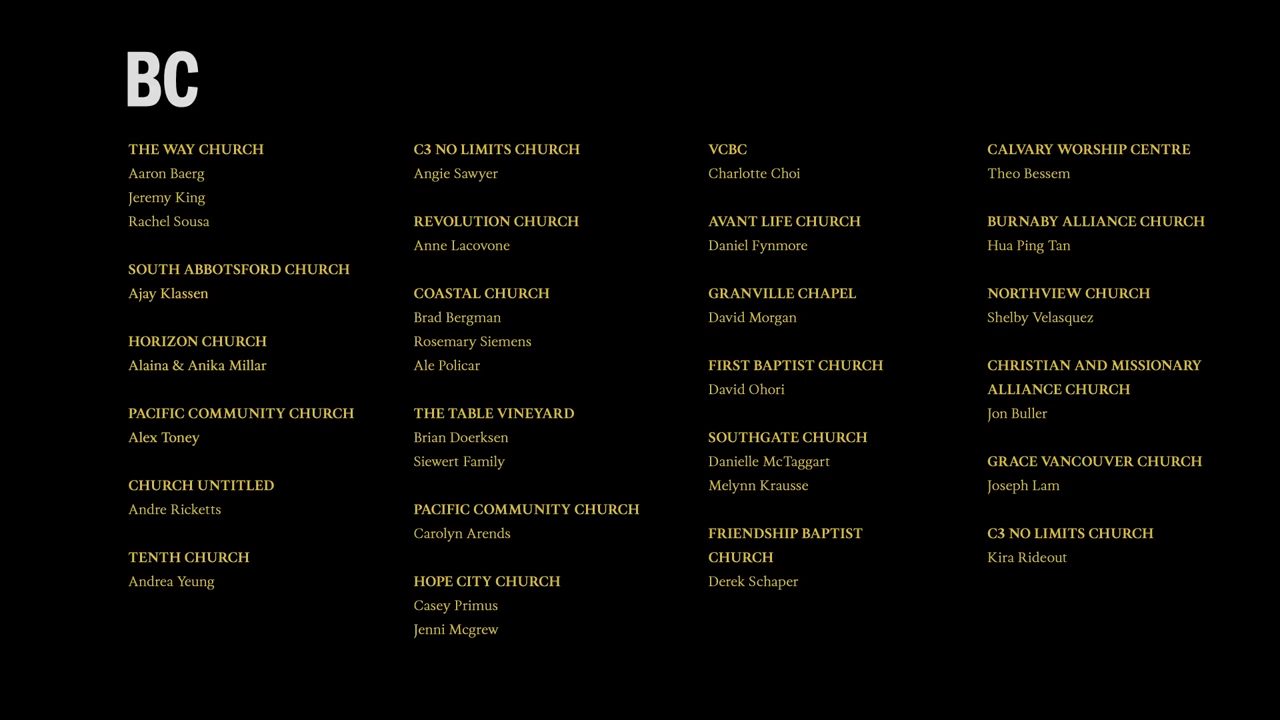 BC
THE WAY CHURCH
Aaron Baerg
Jeremy King
Rachel Sousa
SOUTH ABBOTSFORD CHURCH
Ajay Klassen
HORIZON CHURCH
Alaina & Anika Millar
PACIFIC COMMUNITY CHURCH
Alex Toney
CHURCH UNTITLED
Andre Ricketts
TENTH CHURCH
Andrea Yeung
C3 NO LIMITS CHURCH
Angie Sawyer
REVOLUTION CHURCH
Anne Lacovone
COASTAL CHURCH
Brad Bergman
Rosemary Siemens
Ale Policar
THE TABLE VINEYARD
Brian Doerksen
Siewert Family
PACIFIC COMMUNITY CHURCH
Carolyn Arends
HOPE CITY CHURCH
Casey Primus
Jenni Mcgrew
VCBC
Charlotte Choi
AVANT LIFE CHURCH
Daniel Fynmore
GRANVILLE CHAPEL
David Morgan
FIRST BAPTIST CHURCH
David Ohori
SOUTHGATE CHURCH
Danielle McTaggart
Melynn Krausse
FRIENDSHIP BAPTIST
CHURCH
Derek Schaper
CALVARY WORSHIP CENTRE
Theo Bessem
BURNABY ALLIANCE CHURCH
Hua Ping Tan
NORTHVIEW CHURCH
Shelby Velasquez
CHRISTIAN AND MISSIONARY
ALLIANCE CHURCH
Jon Buller
GRACE VANCOUVER CHURCH
Joseph Lam
C3 NO LIMITS CHURCH
Kira Rideout